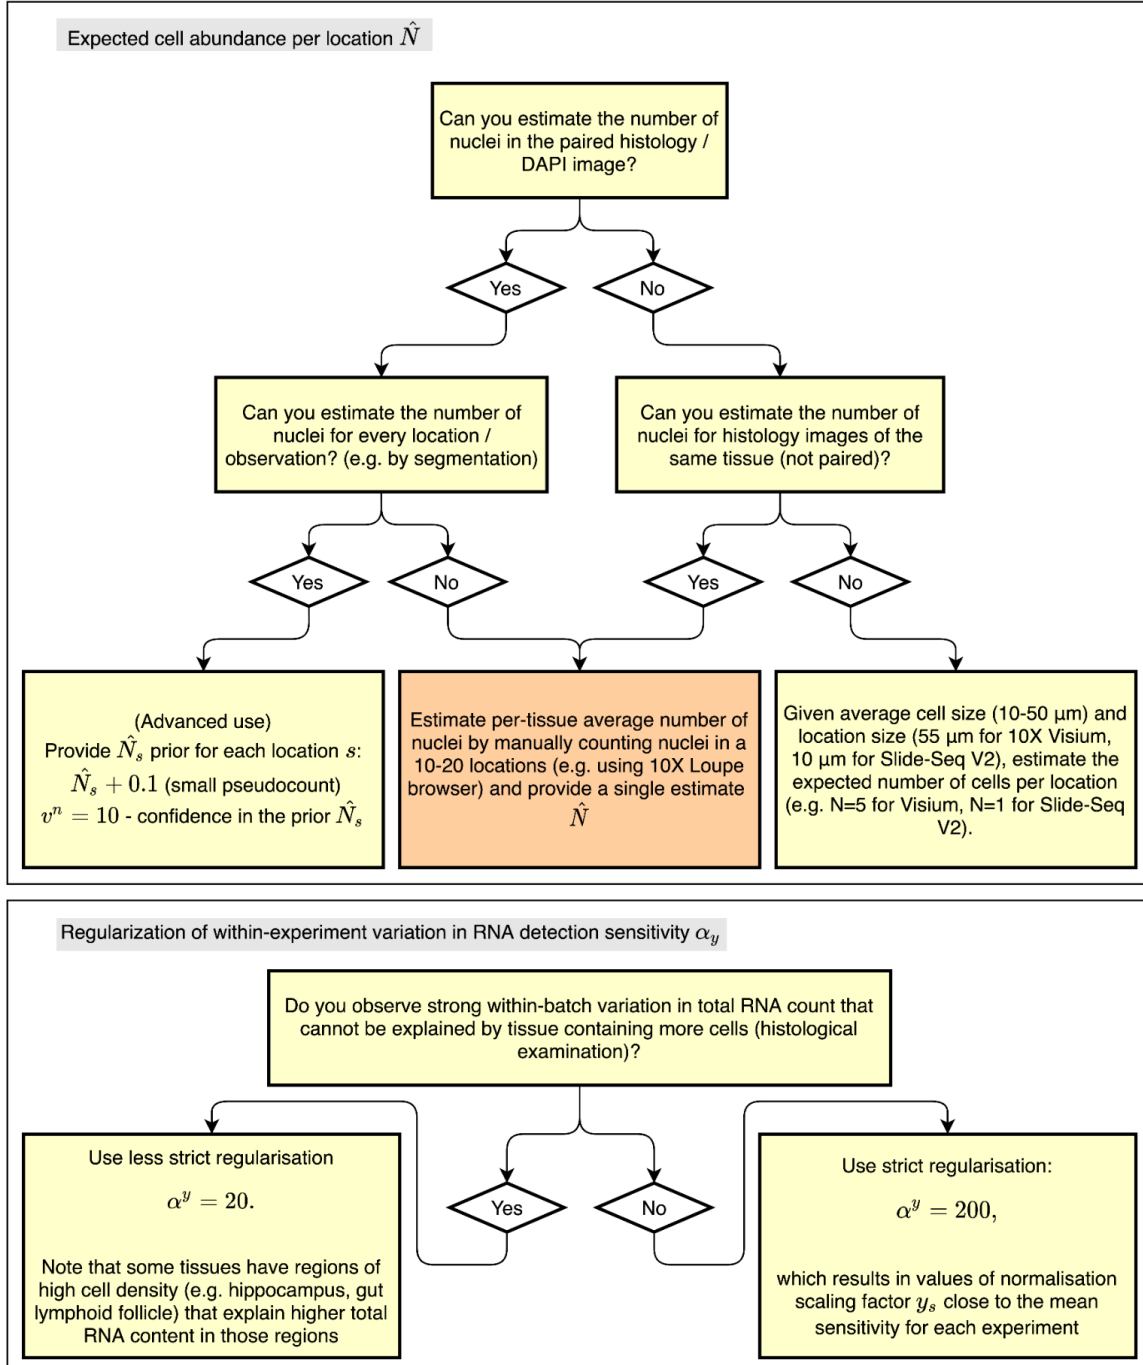 Expected cell abundance per location N̂
Can you estimate the number of
nuclei in the paired histology /
DAPI image?
Yes
No
Can you estimate the number of
nuclei for every location /
observation? (e.g. by segmentation)
Can you estimate the number of
nuclei for histology images of the
same tissue (not paired)?
Yes
No
Yes
No
(Advanced use)
Provide N̂ₛ prior for each location s:
N̂ₛ + 0.1 (small pseudocount)
vⁿ = 10 - confidence in the prior N̂ₛ
Estimate per-tissue average number of
nuclei by manually counting nuclei in a
10-20 locations (e.g. using 10X Loupe
browser) and provide a single estimate
N̂
Given average cell size (10-50 μm) and
location size (55 μm for 10X Visium,
10 μm for Slide-Seq V2), estimate the
expected number of cells per location
(e.g. N=5 for Visium, N=1 for Slide-Seq
V2).
Regularization of within-experiment variation in RNA detection sensitivity α_y
Do you observe strong within-batch variation in total RNA count that
cannot be explained by tissue containing more cells (histological
examination)?
Yes
No
Use less strict regularisation
α^y = 20.
Note that some tissues have regions of
high cell density (e.g. hippocampus, gut
lymphoid follicle) that explain higher total
RNA content in those regions
Use strict regularisation:
α^y = 200,
which results in values of normalisation
scaling factor yₛ close to the mean
sensitivity for each experiment